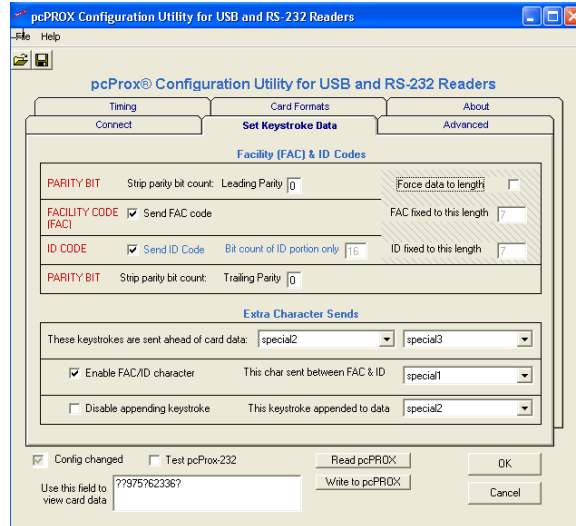 pcPROX Configuration Utility for USB and RS-232 Readers
File Help
pcProx® Configuration Utility for USB and RS-232 Readers
Timing Card Formats About
Connect Set Keystroke Data Advanced
Facility (FAC) & ID Codes
PARITY BIT Strip parity bit count: Leading Parity 0 Force data to length
FACILITY CODE (FAC) Send FAC code FAC fixed to this length 7
ID CODE Send ID Code Bit count of ID portion only 16 ID fixed to this length 7
PARITY BIT Strip parity bit count: Trailing Parity 0
Extra Character Sends
These keystrokes are sent ahead of card data: special2 special3
Enable FAC/ID character This char sent between FAC & ID special1
Disable appending keystroke This keystroke appended to data special2
Config changed Test pcProx-232 Read pcPROX OK
Use this field to view card data ??975?62336? Write to pcPROX Cancel